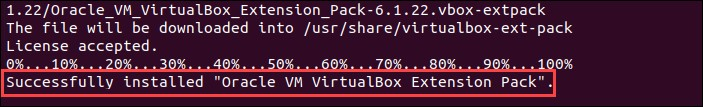 1.22/Oracle_VM_VirtualBox_Extension_Pack-6.1.22.vbox-extpack
The file will be downloaded into /usr/share/virtualbox-ext-pack
License accepted.
0%...10%...20%...30%...40%...50%...60%...70%...80%...90%...100%
Successfully installed "Oracle VM VirtualBox Extension Pack".